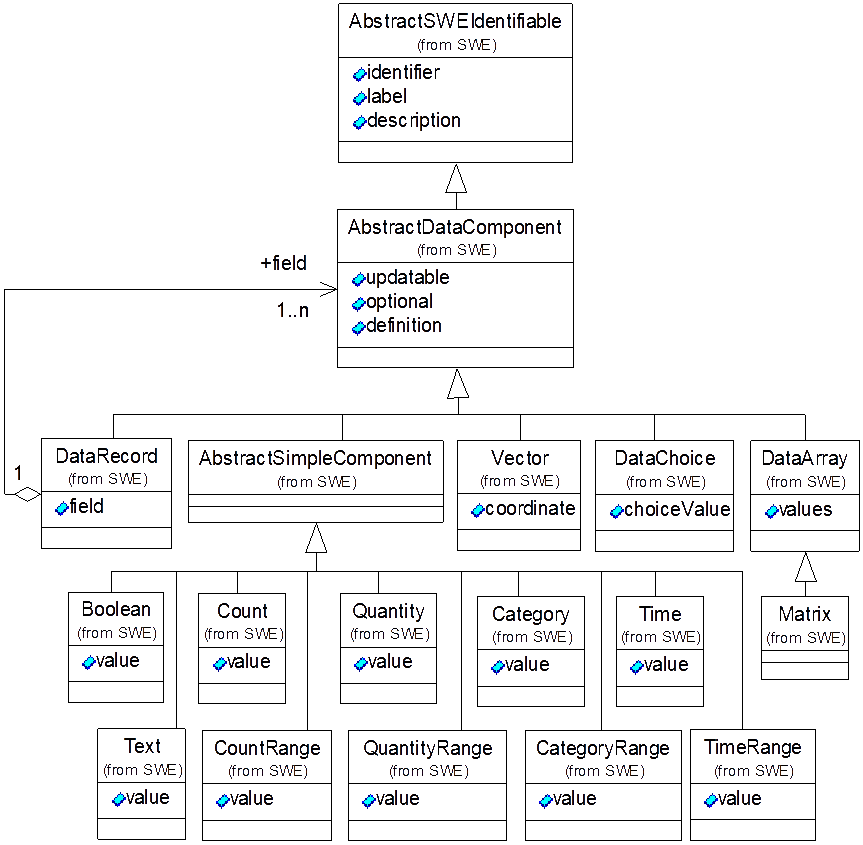 AbstractSWEIdentifiable
(from SWE)
identifier
label
description
AbstractDataComponent
(from SWE)
updatable
optional
definition
+field
1..n
1
DataRecord
(from SWE)
field
AbstractSimpleComponent
(from SWE)
Vector
(from SWE)
coordinate
DataChoice
(from SWE)
choiceValue
DataArray
(from SWE)
values
Boolean
(from SWE)
value
Count
(from SWE)
value
Quantity
(from SWE)
value
Category
(from SWE)
value
Time
(from SWE)
value
Matrix
(from SWE)
Text
(from SWE)
value
CountRange
(from SWE)
value
QuantityRange
(from SWE)
value
CategoryRange
(from SWE)
value
TimeRange
(from SWE)
value